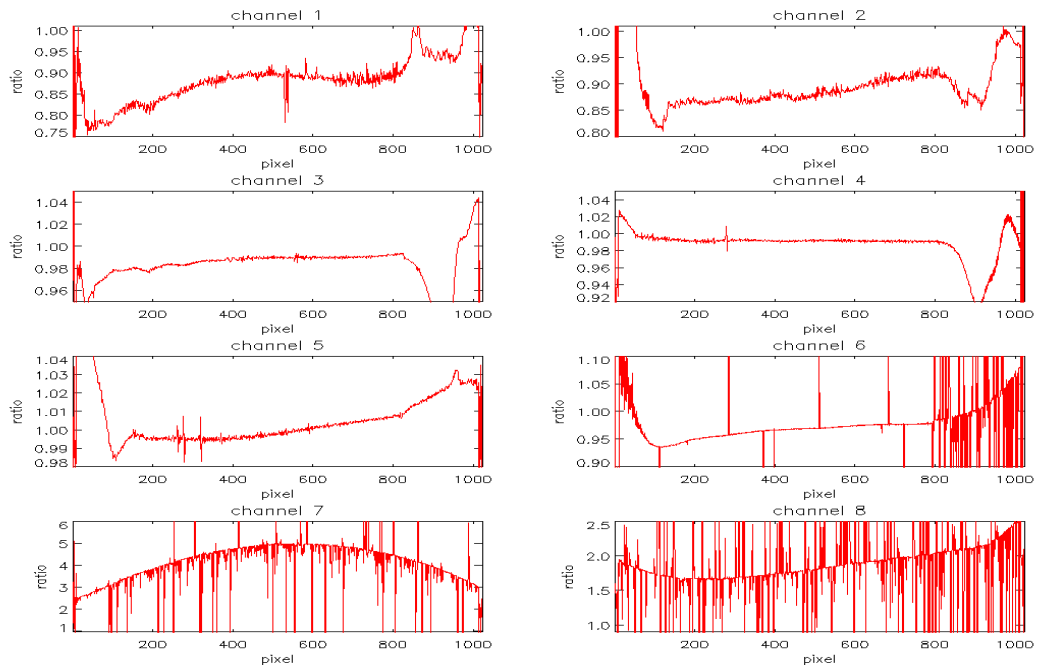 channel 1
1.00
0.95
0.90
0.85
0.80
0.75
ratio
200 400 600 800 1000
pixel
channel 2
1.00
0.95
0.90
0.85
0.80
ratio
200 400 600 800 1000
pixel
channel 3
1.04
1.02
1.00
0.98
0.96
ratio
200 400 600 800 1000
pixel
channel 4
1.04
1.02
1.00
0.98
0.96
0.94
0.92
ratio
200 400 600 800 1000
pixel
channel 5
1.04
1.03
1.02
1.01
1.00
0.99
0.98
ratio
200 400 600 800 1000
pixel
channel 6
1.10
1.05
1.00
0.95
0.90
ratio
200 400 600 800 1000
pixel
channel 7
6
5
4
3
2
1
ratio
200 400 600 800 1000
pixel
channel 8
2.5
2.0
1.5
1.0
ratio
200 400 600 800 1000
pixel